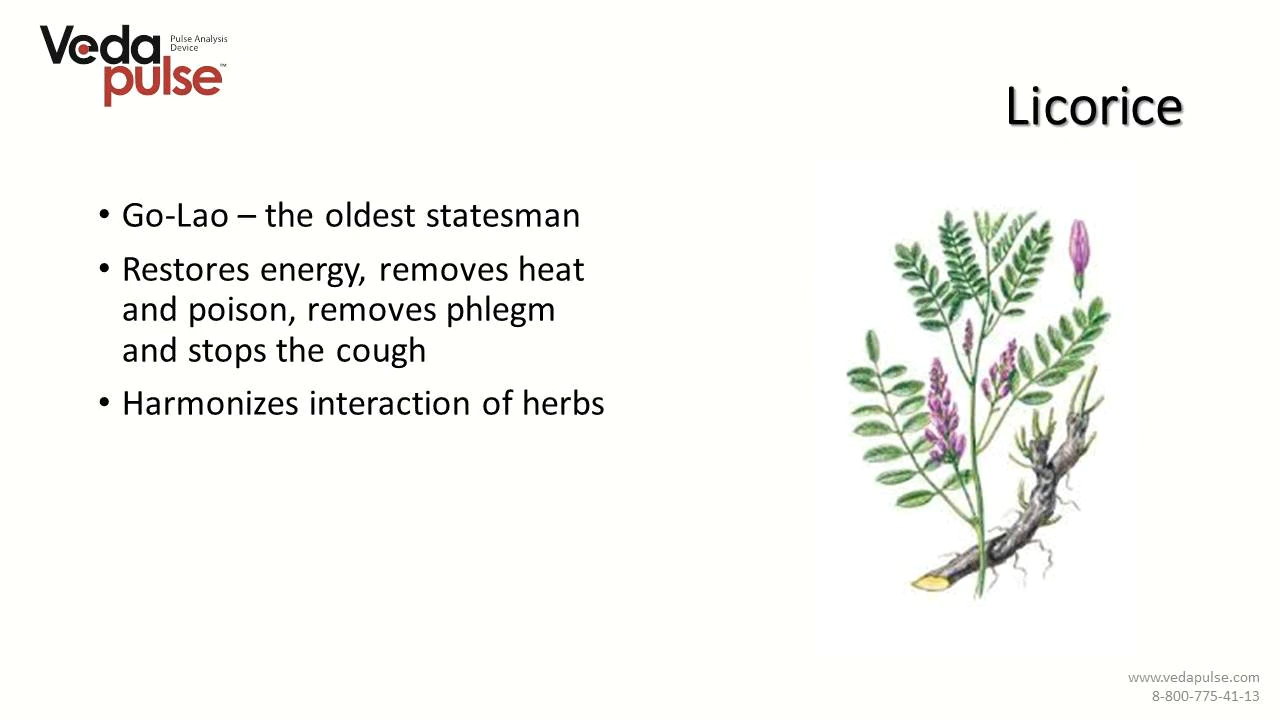 Veda
pulse™
Pulse Analysis
Device
Licorice
• Go-Lao – the oldest statesman
• Restores energy, removes heat
and poison, removes phlegm
and stops the cough
• Harmonizes interaction of herbs
www.vedapulse.com
8-800-775-41-13